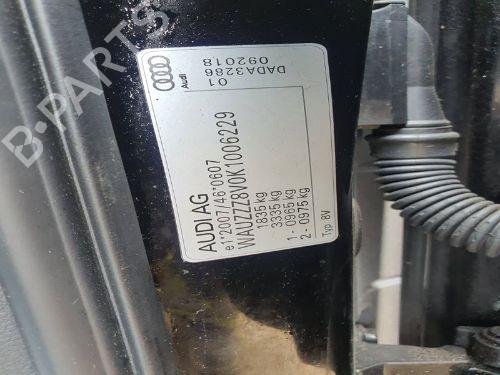 B-PARTS
Audi
01
DADA3286
092018
AUDI AG
e1*2007/46*0607
WAUZZZ8V0K1006229
1835 kg
3335 kg
1- 0965 kg
2- 0975 kg
Typ 8V